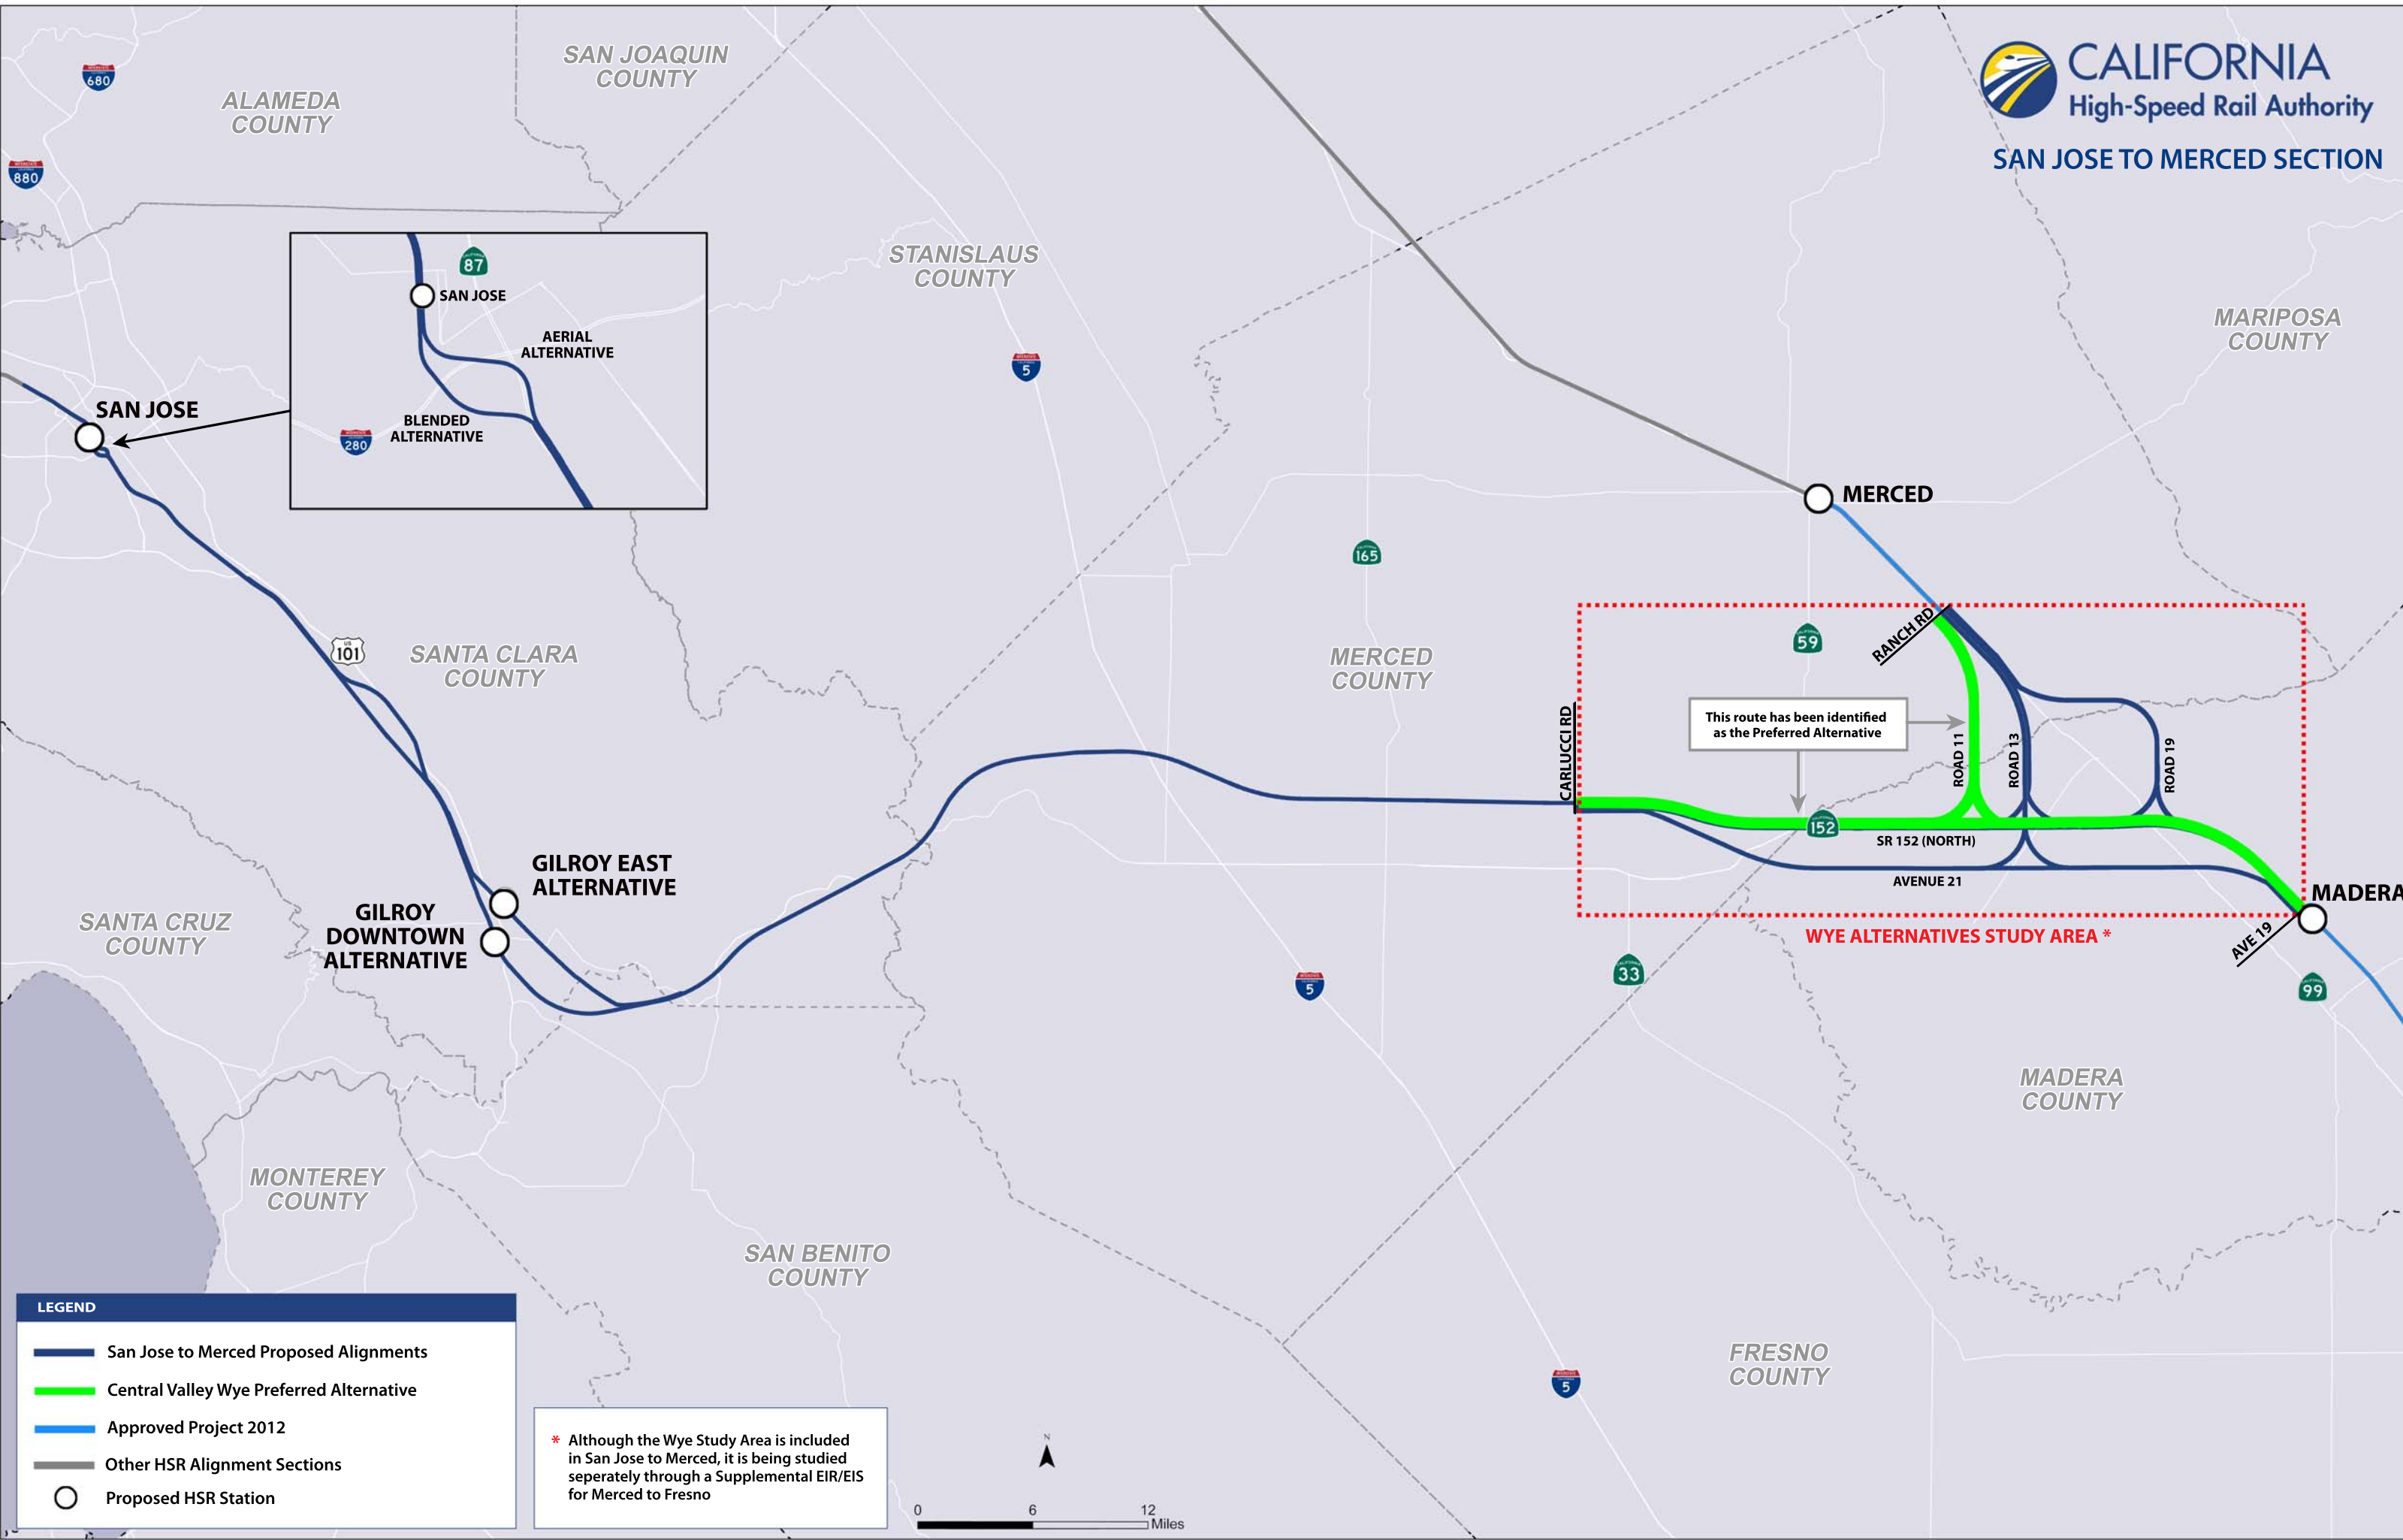 CALIFORNIA
High-Speed Rail Authority
SAN JOSE TO MERCED SECTION
INTERSTATE
680
ALAMEDA
COUNTY
SAN JOAQUIN
COUNTY
INTERSTATE
880
STANISLAUS
COUNTY
MARIPOSA
COUNTY
87
SAN JOSE
AERIAL
ALTERNATIVE
BLENDED
ALTERNATIVE
INTERSTATE
280
INTERSTATE
5
SAN JOSE
MERCED
165
US
101
SANTA CLARA
COUNTY
MERCED
COUNTY
59
RANCH RD
CARLUCCI RD
This route has been identified
as the Preferred Alternative
ROAD 11
ROAD 13
ROAD 19
152
SR 152 (NORTH)
AVENUE 21
MADERA
AVE 19
WYE ALTERNATIVES STUDY AREA *
GILROY EAST
ALTERNATIVE
GILROY
DOWNTOWN
ALTERNATIVE
SANTA CRUZ
COUNTY
INTERSTATE
5
33
99
MADERA
COUNTY
MONTEREY
COUNTY
SAN BENITO
COUNTY
FRESNO
COUNTY
INTERSTATE
5
LEGEND
San Jose to Merced Proposed Alignments
Central Valley Wye Preferred Alternative
Approved Project 2012
Other HSR Alignment Sections
Proposed HSR Station
* Although the Wye Study Area is included
in San Jose to Merced, it is being studied
seperately through a Supplemental EIR/EIS
for Merced to Fresno
N
0 6 12
Miles